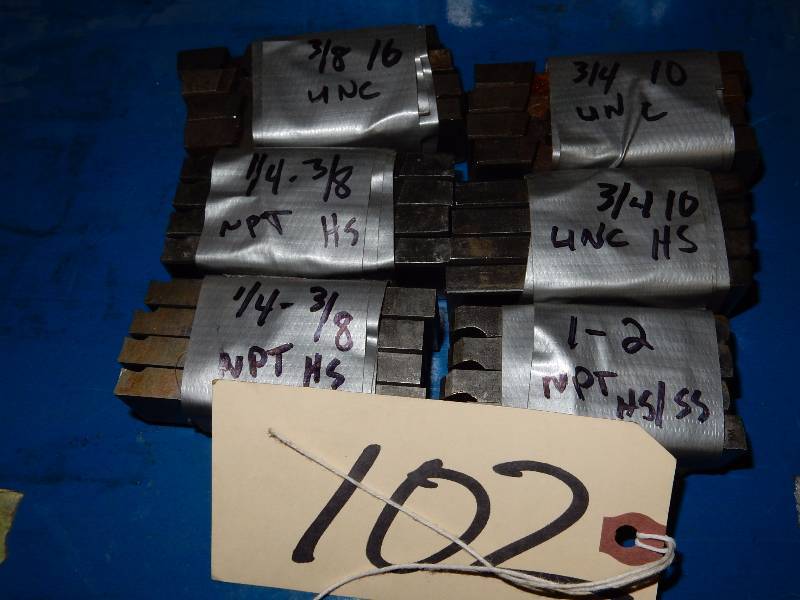 3/8 16
UNC
3/4 10
UNC
1/4-3/8
NPT HS
3/4 10
UNC HS
1/4-3/8
NPT HS
1-2
NPT
HS/SS
102